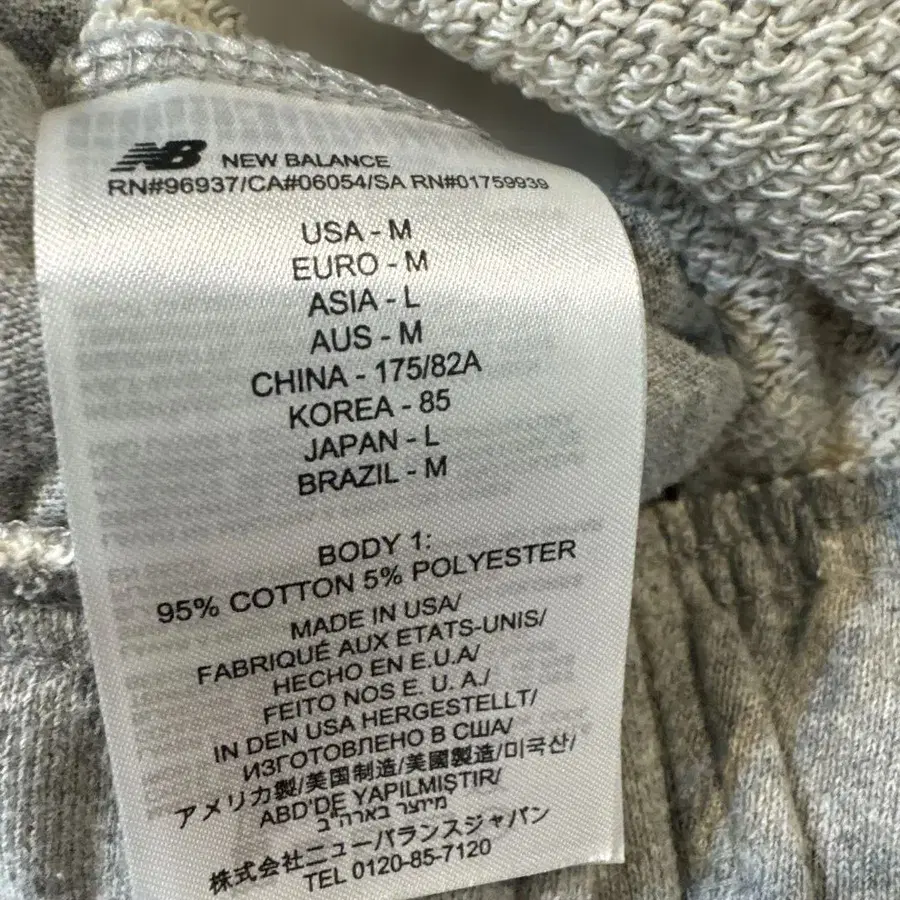 NB NEW BALANCE
RN#96937/CA#06054/SA RN#01759939
USA - M
EURO - M
ASIA - L
AUS - M
CHINA - 175/82A
KOREA - 85
JAPAN - L
BRAZIL - M
BODY 1:
95% COTTON 5% POLYESTER
MADE IN USA/
FABRIQUÉ AUX ETATS-UNIS/
HECHO EN E.U.A/
FEITO NOS E. U. A./
IN DEN USA HERGESTELLT/
ИЗГОТОВЛЕНО В США/
アメリカ製/美国制造/美國製造/미국산/
ABD'DE YAPILMIŞTIR/
מיוצר בארה"ב
株式会社ニューバランスジャパン
TEL 0120-85-7120